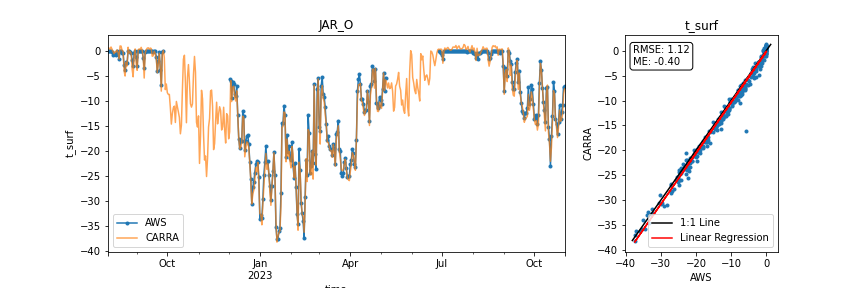 JAR_O
t_surf
0
−5
−10
−15
−20
−25
−30
−35
−40
t_surf
AWS
CARRA
Oct
Jan
2023
Apr
Jul
Oct
time
t_surf
RMSE: 1.12
ME: -0.40
0
−5
−10
−15
−20
−25
−30
−35
−40
CARRA
1:1 Line
Linear Regression
−40
−30
−20
−10
0
AWS